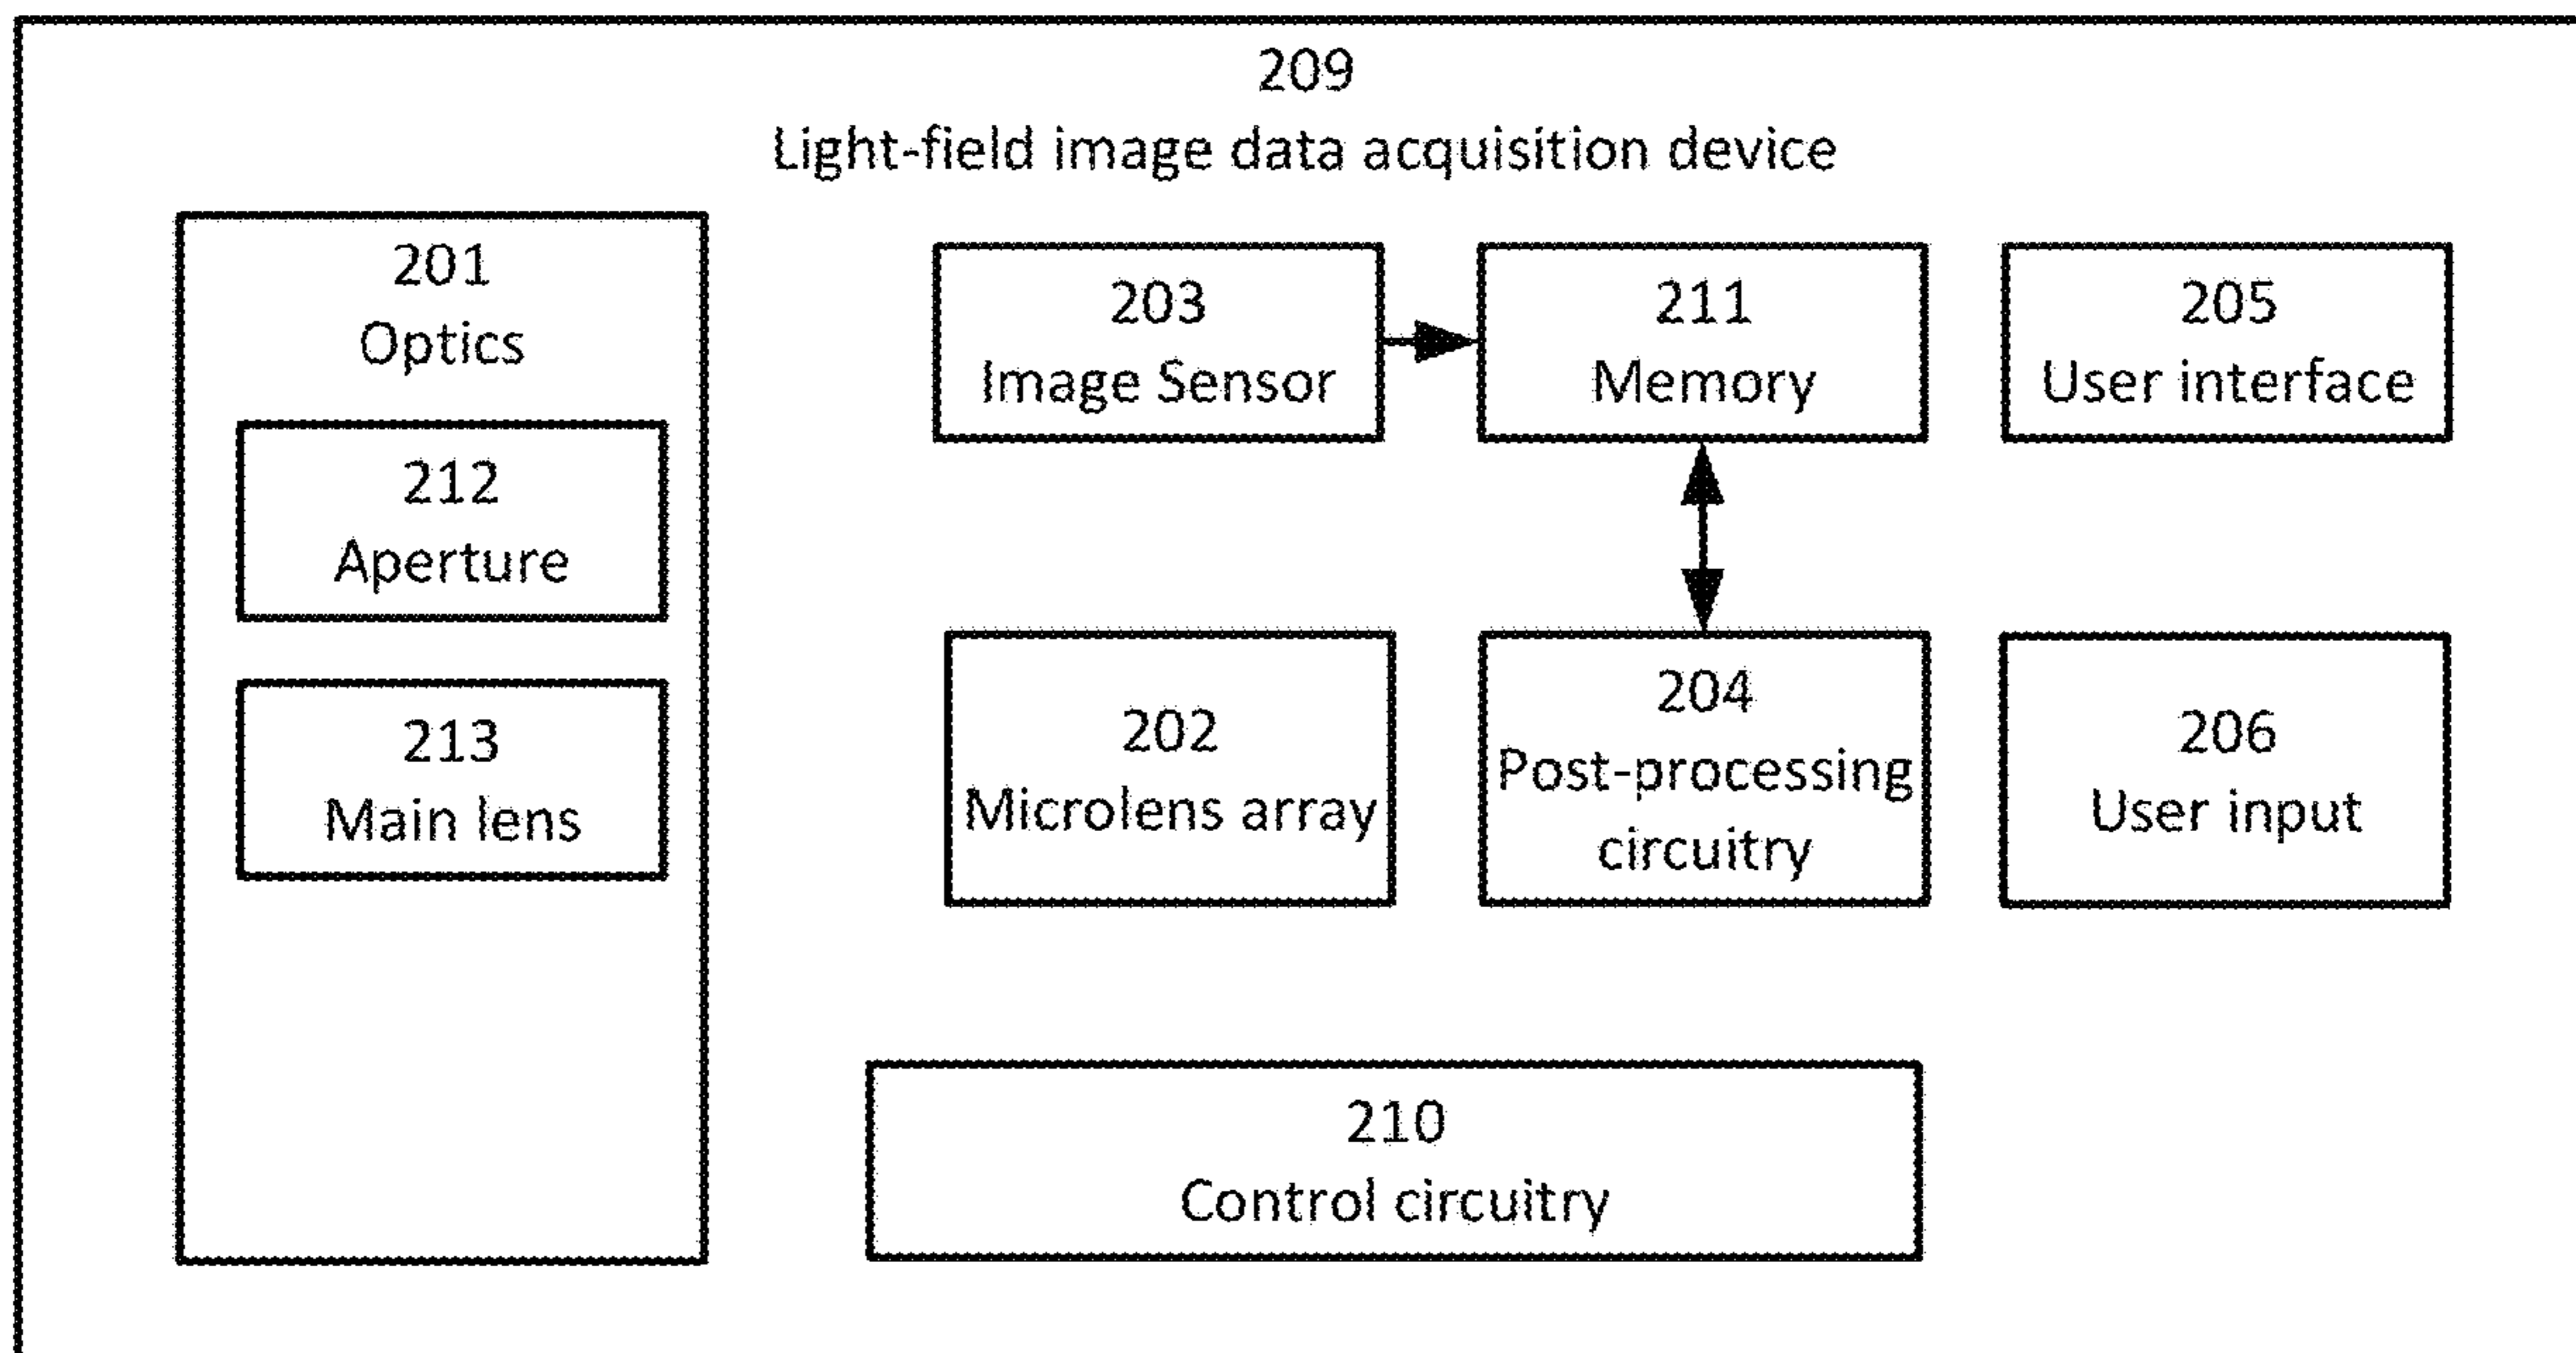 209
Light-field image data acquisition device
201
Optics
212
Aperture
213
Main lens
203
Image Sensor
211
Memory
205
User interface
202
Microlens array
204
Post-processing
circuitry
206
User input
210
Control circuitry